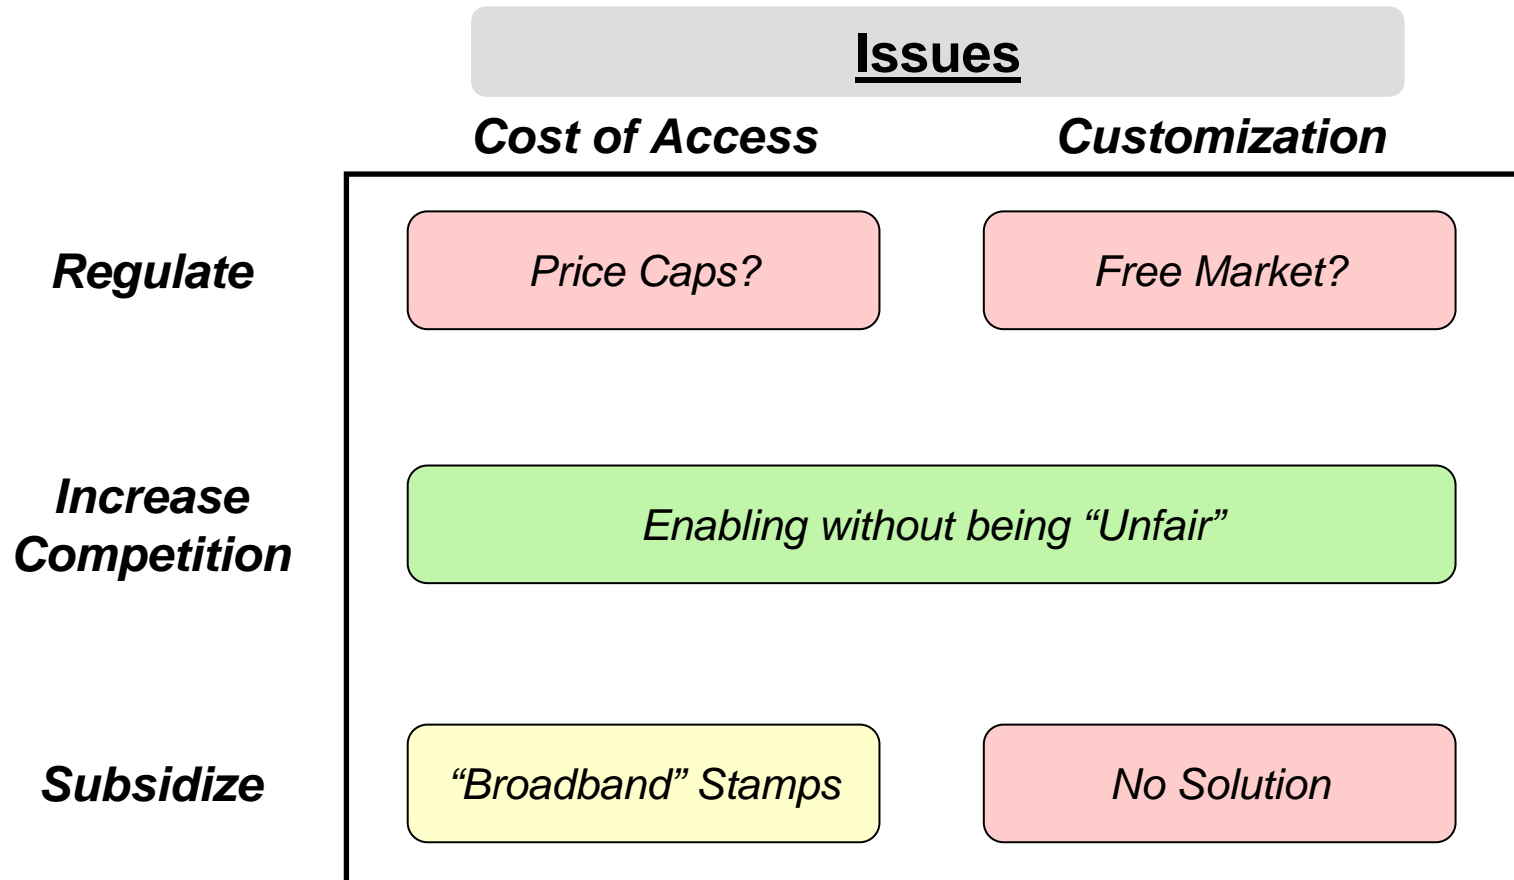 Issues
Cost of Access
Customization
Regulate
Price Caps?
Free Market?
Increase
Competition
Enabling without being “Unfair”
Subsidize
“Broadband” Stamps
No Solution